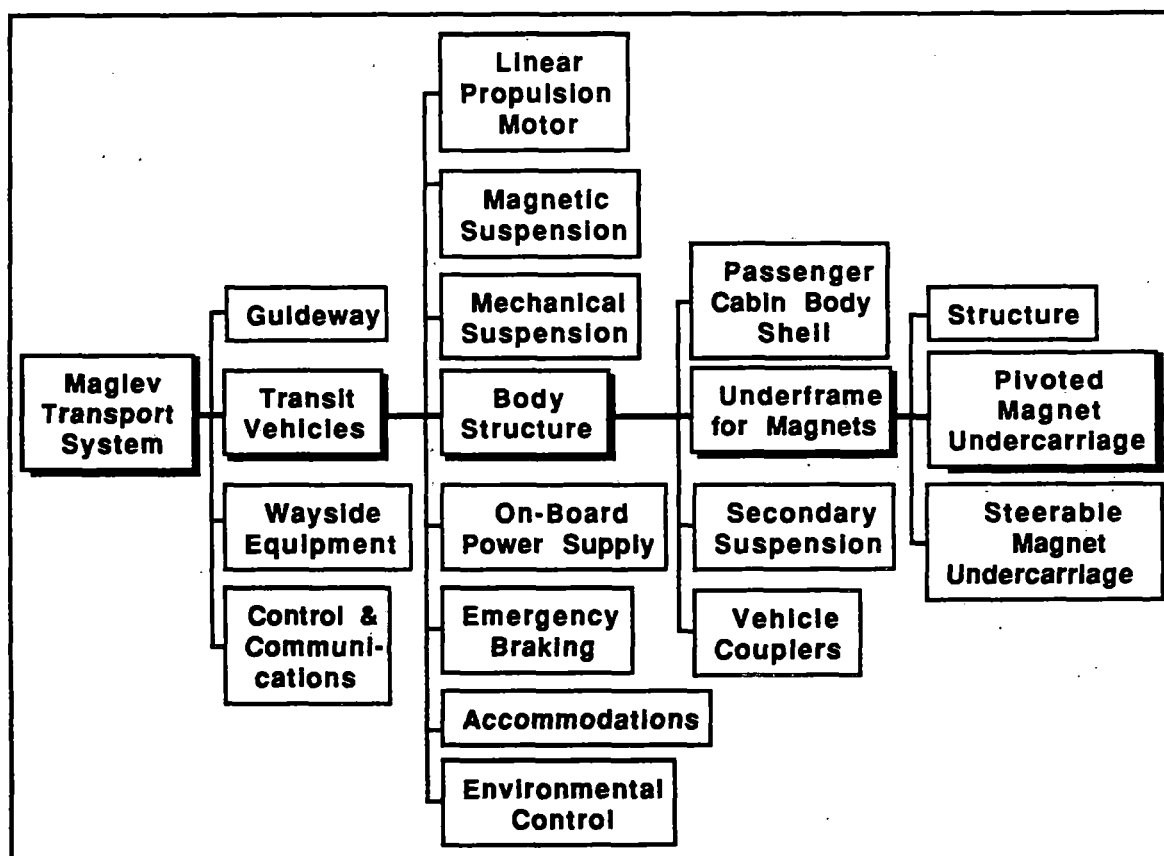 Maglev
Transport
System
Guideway
Transit
Vehicles
Wayside
Equipment
Control &
Communi-
cations
Linear
Propulsion
Motor
Magnetic
Suspension
Mechanical
Suspension
Body
Structure
On-Board
Power Supply
Emergency
Braking
Accommodations
Environmental
Control
Passenger
Cabin Body
Shell
Underframe
for Magnets
Secondary
Suspension
Vehicle
Couplers
Structure
Pivoted
Magnet
Undercarriage
Steerable
Magnet
Undercarriage